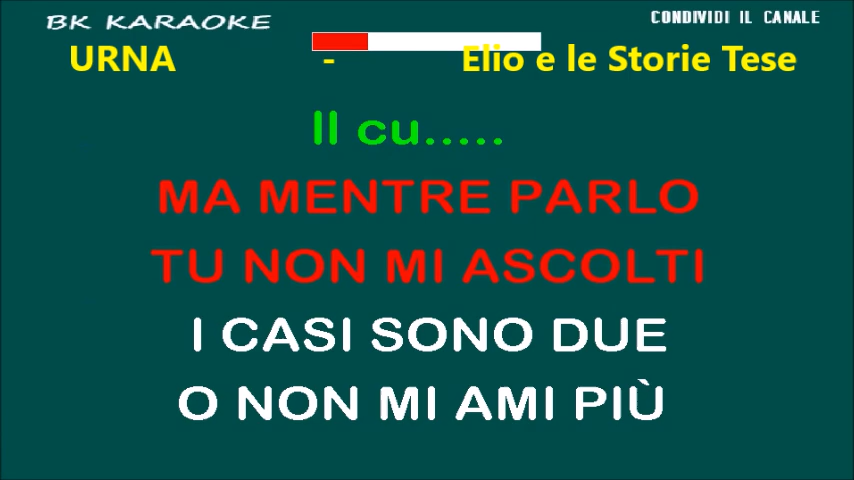 BK KARAOKE
CONDIVIDI IL CANALE
URNA - Elio e le Storie Tese
Il cu.....
MA MENTRE PARLO
TU NON MI ASCOLTI
I CASI SONO DUE
O NON MI AMI PIÙ